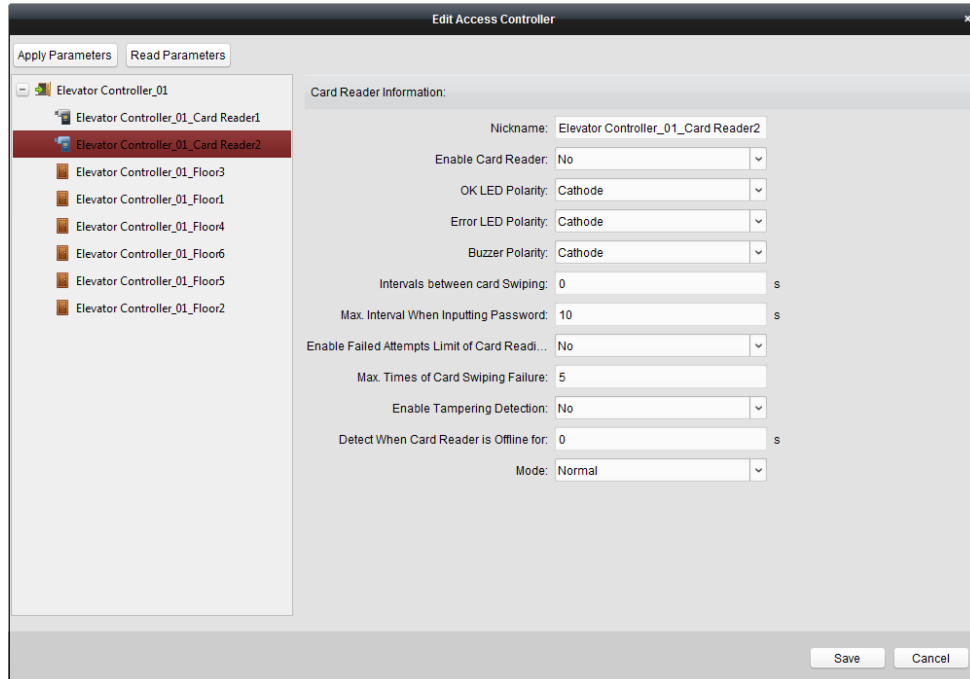 Edit Access Controller
Apply Parameters Read Parameters
Elevator Controller_01
Elevator Controller_01_Card Reader1
Elevator Controller_01_Card Reader2
Elevator Controller_01_Floor3
Elevator Controller_01_Floor1
Elevator Controller_01_Floor4
Elevator Controller_01_Floor6
Elevator Controller_01_Floor5
Elevator Controller_01_Floor2
Card Reader Information:
Nickname: Elevator Controller_01_Card Reader2
Enable Card Reader: No
OK LED Polarity: Cathode
Error LED Polarity: Cathode
Buzzer Polarity: Cathode
Intervals between card Swiping: 0 s
Max. Interval When Inputting Password: 10 s
Enable Failed Attempts Limit of Card Readi... No
Max. Times of Card Swiping Failure: 5
Enable Tampering Detection: No
Detect When Card Reader is Offline for: 0 s
Mode: Normal
Save Cancel